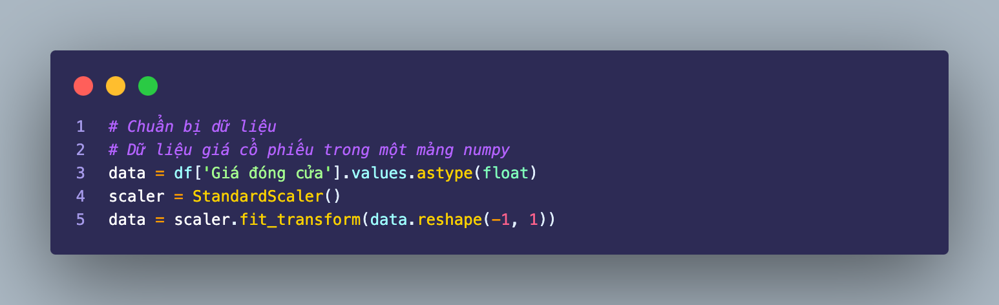 1 # Chuẩn bị dữ liệu
2 # Dữ liệu giá cổ phiếu trong một mảng numpy
3 data = df['Giá đóng cửa'].values.astype(float)
4 scaler = StandardScaler()
5 data = scaler.fit_transform(data.reshape(-1, 1))